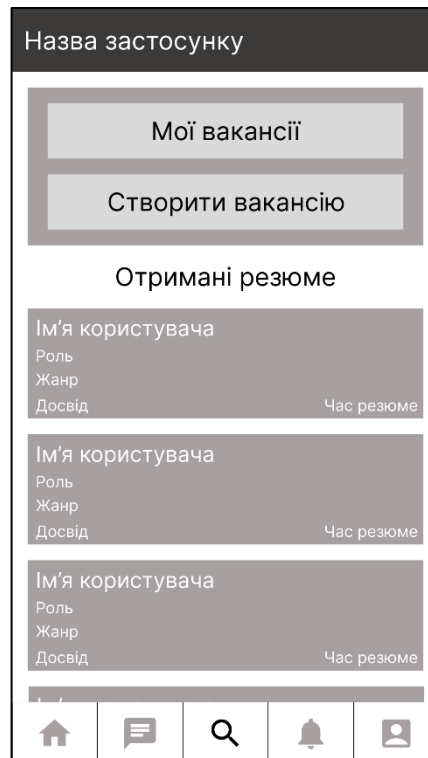 Назва застосунку
Мої вакансії
Створити вакансію
Отримані резюме
Ім’я користувача
Роль
Жанр
Досвід Час резюме
Ім’я користувача
Роль
Жанр
Досвід Час резюме
Ім’я користувача
Роль
Жанр
Досвід Час резюме